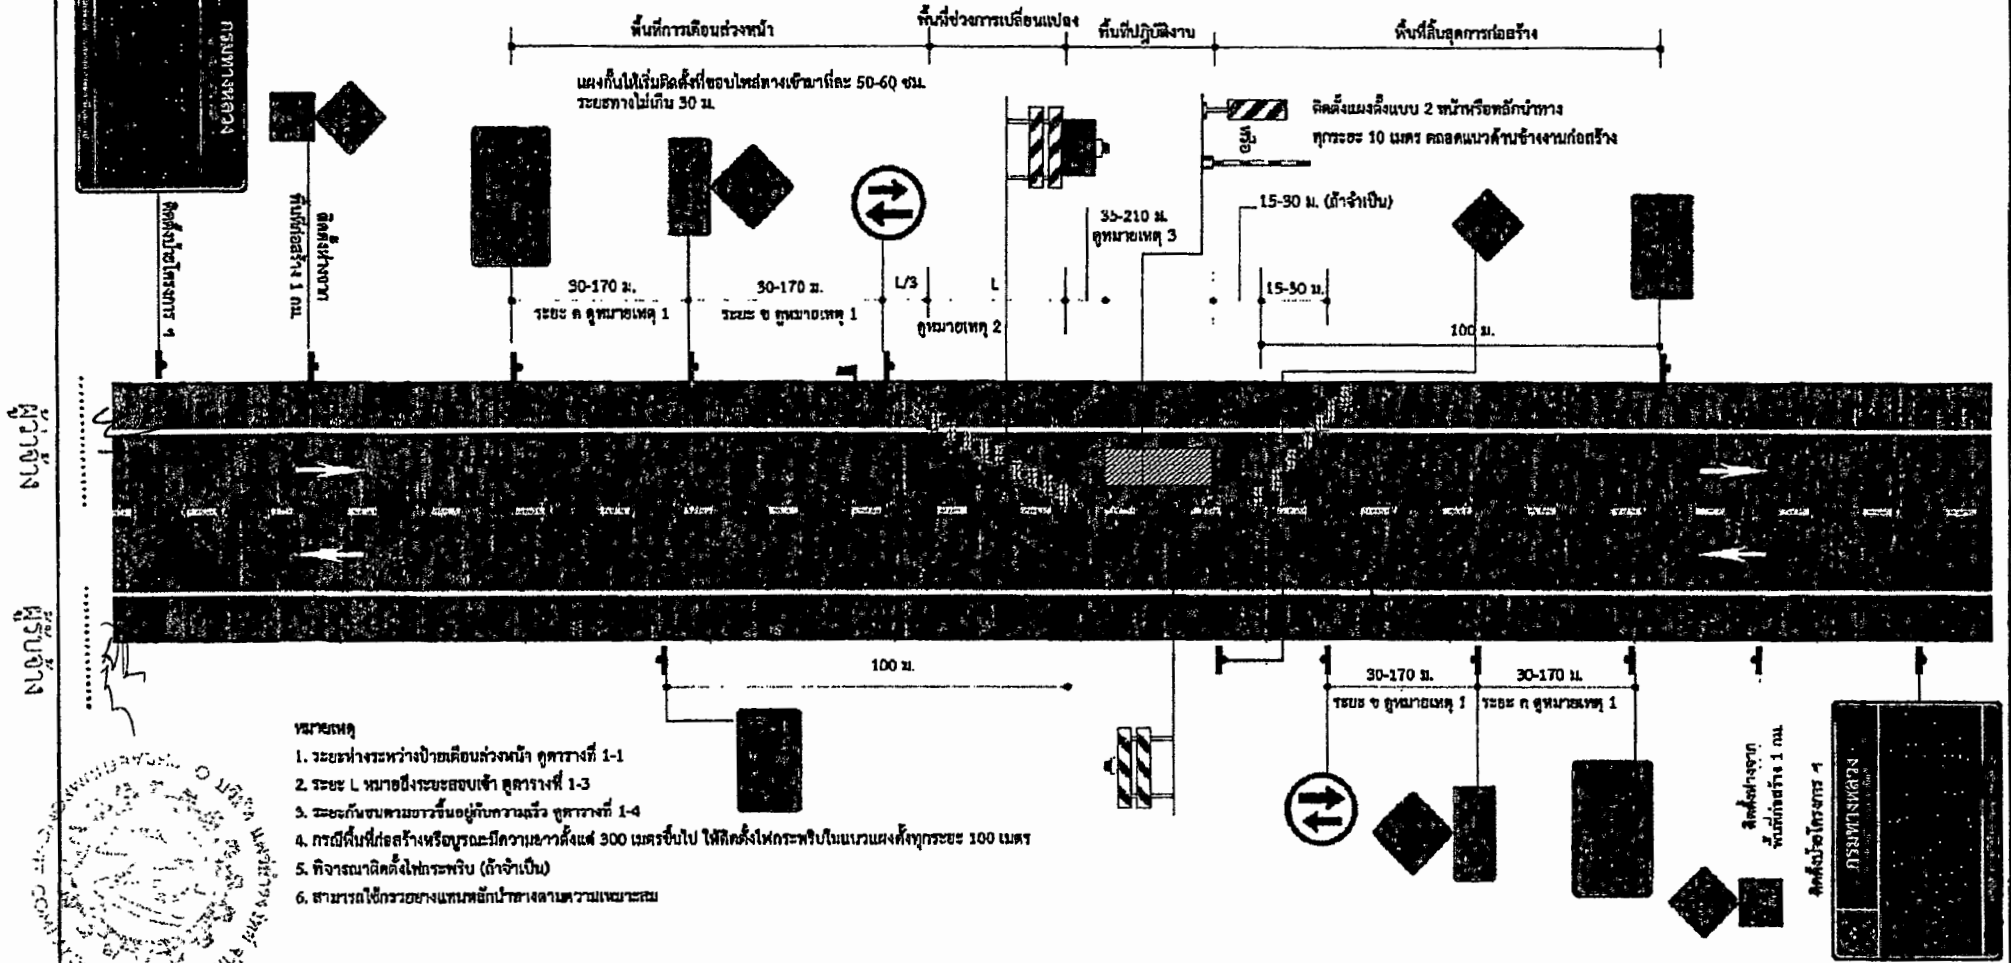 พื้นที่การเตือนล่วงหน้า
พื้นที่ช่วงการเปลี่ยนแปลง
พื้นที่ปฏิบัติงาน
พื้นที่สิ้นสุดการก่อสร้าง
กรมทางหลวง
แผงกั้นให้เริ่มติดตั้งที่ขอบไหล่ทางเข้ามาทีละ 50-60 ซม.
ระยะทางไม่เกิน 30 ม.
ติดตั้งแผงตั้งแบบ 2 หน้าหรือหลักนำทาง
ทุกระยะ 10 เมตร ตลอดแนวด้านข้างงานก่อสร้าง
หรือ
ติดตั้งป้ายโครงการ ฯ
ติดตั้งห่างจาก
พื้นที่ก่อสร้าง 1 กม.
15-30 ม. (ถ้าจำเป็น)
35-210 ม.
ดูหมายเหตุ 3
30-170 ม.
ระยะ ค ดูหมายเหตุ 1
30-170 ม.
ระยะ ข ดูหมายเหตุ 1
L/3
L
ดูหมายเหตุ 2
15-30 ม.
100 ม.
ผู้ว่าจ้าง
ผู้รับจ้าง
100 ม.
30-170 ม.
ระยะ ข ดูหมายเหตุ 1
30-170 ม.
ระยะ ค ดูหมายเหตุ 1
ติดตั้งห่างจาก
พื้นที่ก่อสร้าง 1 กม.
ติดตั้งป้ายโครงการ ฯ
กรมทางหลวง
หมายเหตุ
1. ระยะห่างระหว่างป้ายเตือนล่วงหน้า ดูตารางที่ 1-1
2. ระยะ L หมายถึงระยะสอบเข้า ดูตารางที่ 1-3
3. ระยะกันชนตามยาวขึ้นอยู่กับความเร็ว ดูตารางที่ 1-4
4. กรณีพื้นที่ก่อสร้างหรือบูรณะมีความยาวตั้งแต่ 300 เมตรขึ้นไป ให้ติดตั้งไฟกระพริบในแนวแผงตั้งทุกระยะ 100 เมตร
5. พิจารณาติดตั้งไฟกระพริบ (ถ้าจำเป็น)
6. สามารถใช้กรวยยางแทนหลักนำทางตามความเหมาะสม